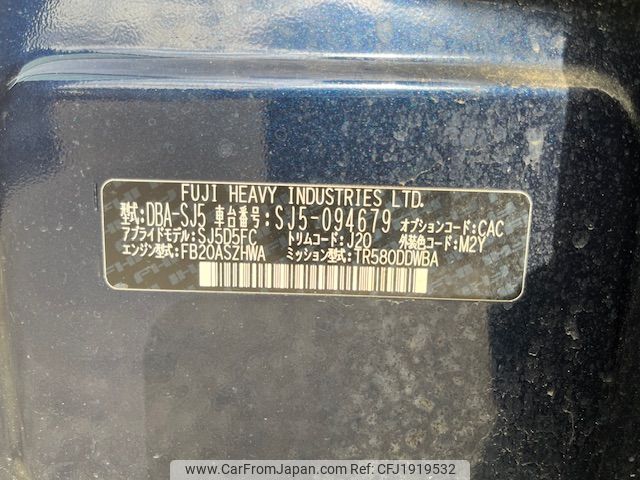 FUJI HEAVY INDUSTRIES LTD.
型式:DBA-SJ5 車台番号:SJ5-094679 オプションコード:CAC
アプライドモデル:SJ5D5FC トリムコード:J20 外装色コード:M2Y
エンジン型式:FB20ASZHWA ミッション型式:TR580DDWBA
www.CarFromJapan.com - Car ID: CFJ1919532